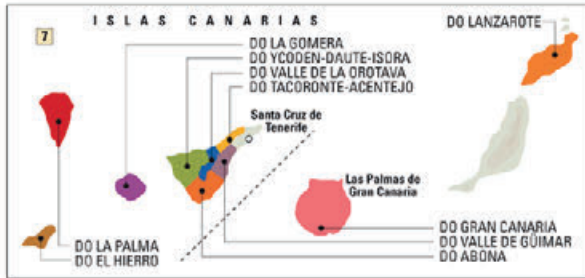 7
ISLAS CANARIAS
DO LANZAROTE
DO LA GOMERA
DO YCODEN-DAUTE-ISORA
DO VALLE DE LA OROTAVA
DO TACORONTE-ACENTEJO
Santa Cruz de
Tenerife
Las Palmas de
Gran Canaria
DO LA PALMA
DO EL HIERRO
DO GRAN CANARIA
DO VALLE DE GÜIMAR
DO ABONA